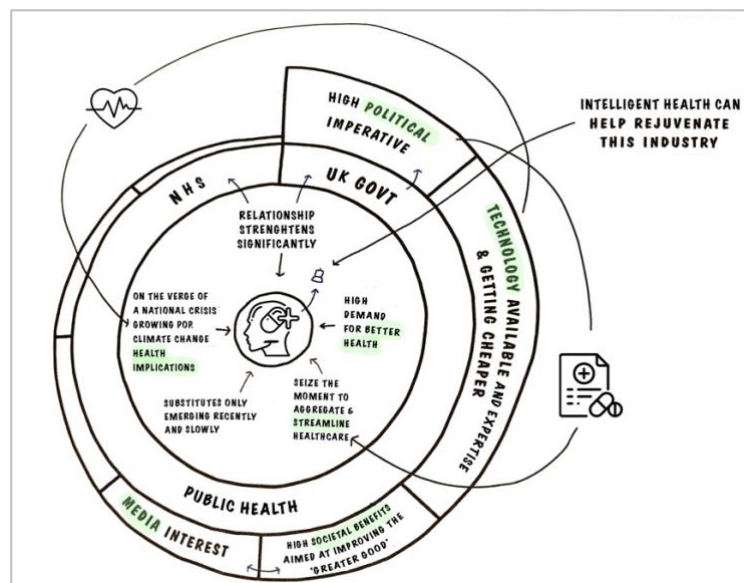 HIGH POLITICAL
IMPERATIVE
INTELLIGENT HEALTH CAN
HELP REJUVENATE
THIS INDUSTRY
NHS
UK GOVT
RELATIONSHIP
STRENGHTENS
SIGNIFICANTLY
TECHNOLOGY AVAILABLE AND EXPERTISE
& GETTING CHEAPER
ON THE VERGE OF
A NATIONAL CRISIS
GROWING POP.
CLIMATE CHANGE
HEALTH
IMPLICATIONS
HIGH
DEMAND
FOR BETTER
HEALTH
SUBSTITUTES ONLY
EMERGING RECENTLY
AND SLOWLY
SEIZE THE
MOMENT TO
AGGREGATE &
STREAMLINE
HEALTHCARE
PUBLIC HEALTH
MEDIA INTEREST
HIGH SOCIETAL BENEFITS
AIMED AT IMPROVING THE
'GREATER GOOD'